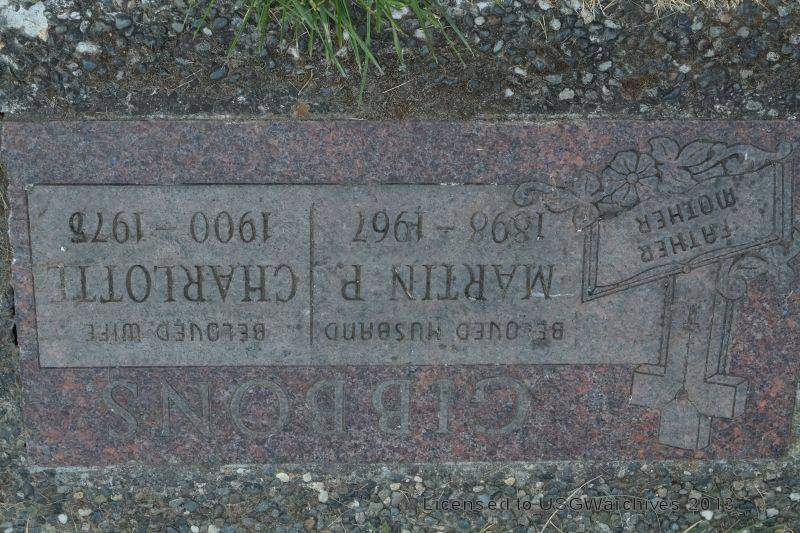 GIBBONS
BELOVED HUSBAND
MARTIN P.
1898 - 1967
BELOVED WIFE
CHARLOTTE
1900 - 1975
FATHER
MOTHER
Licensed to USGWarchives 2013